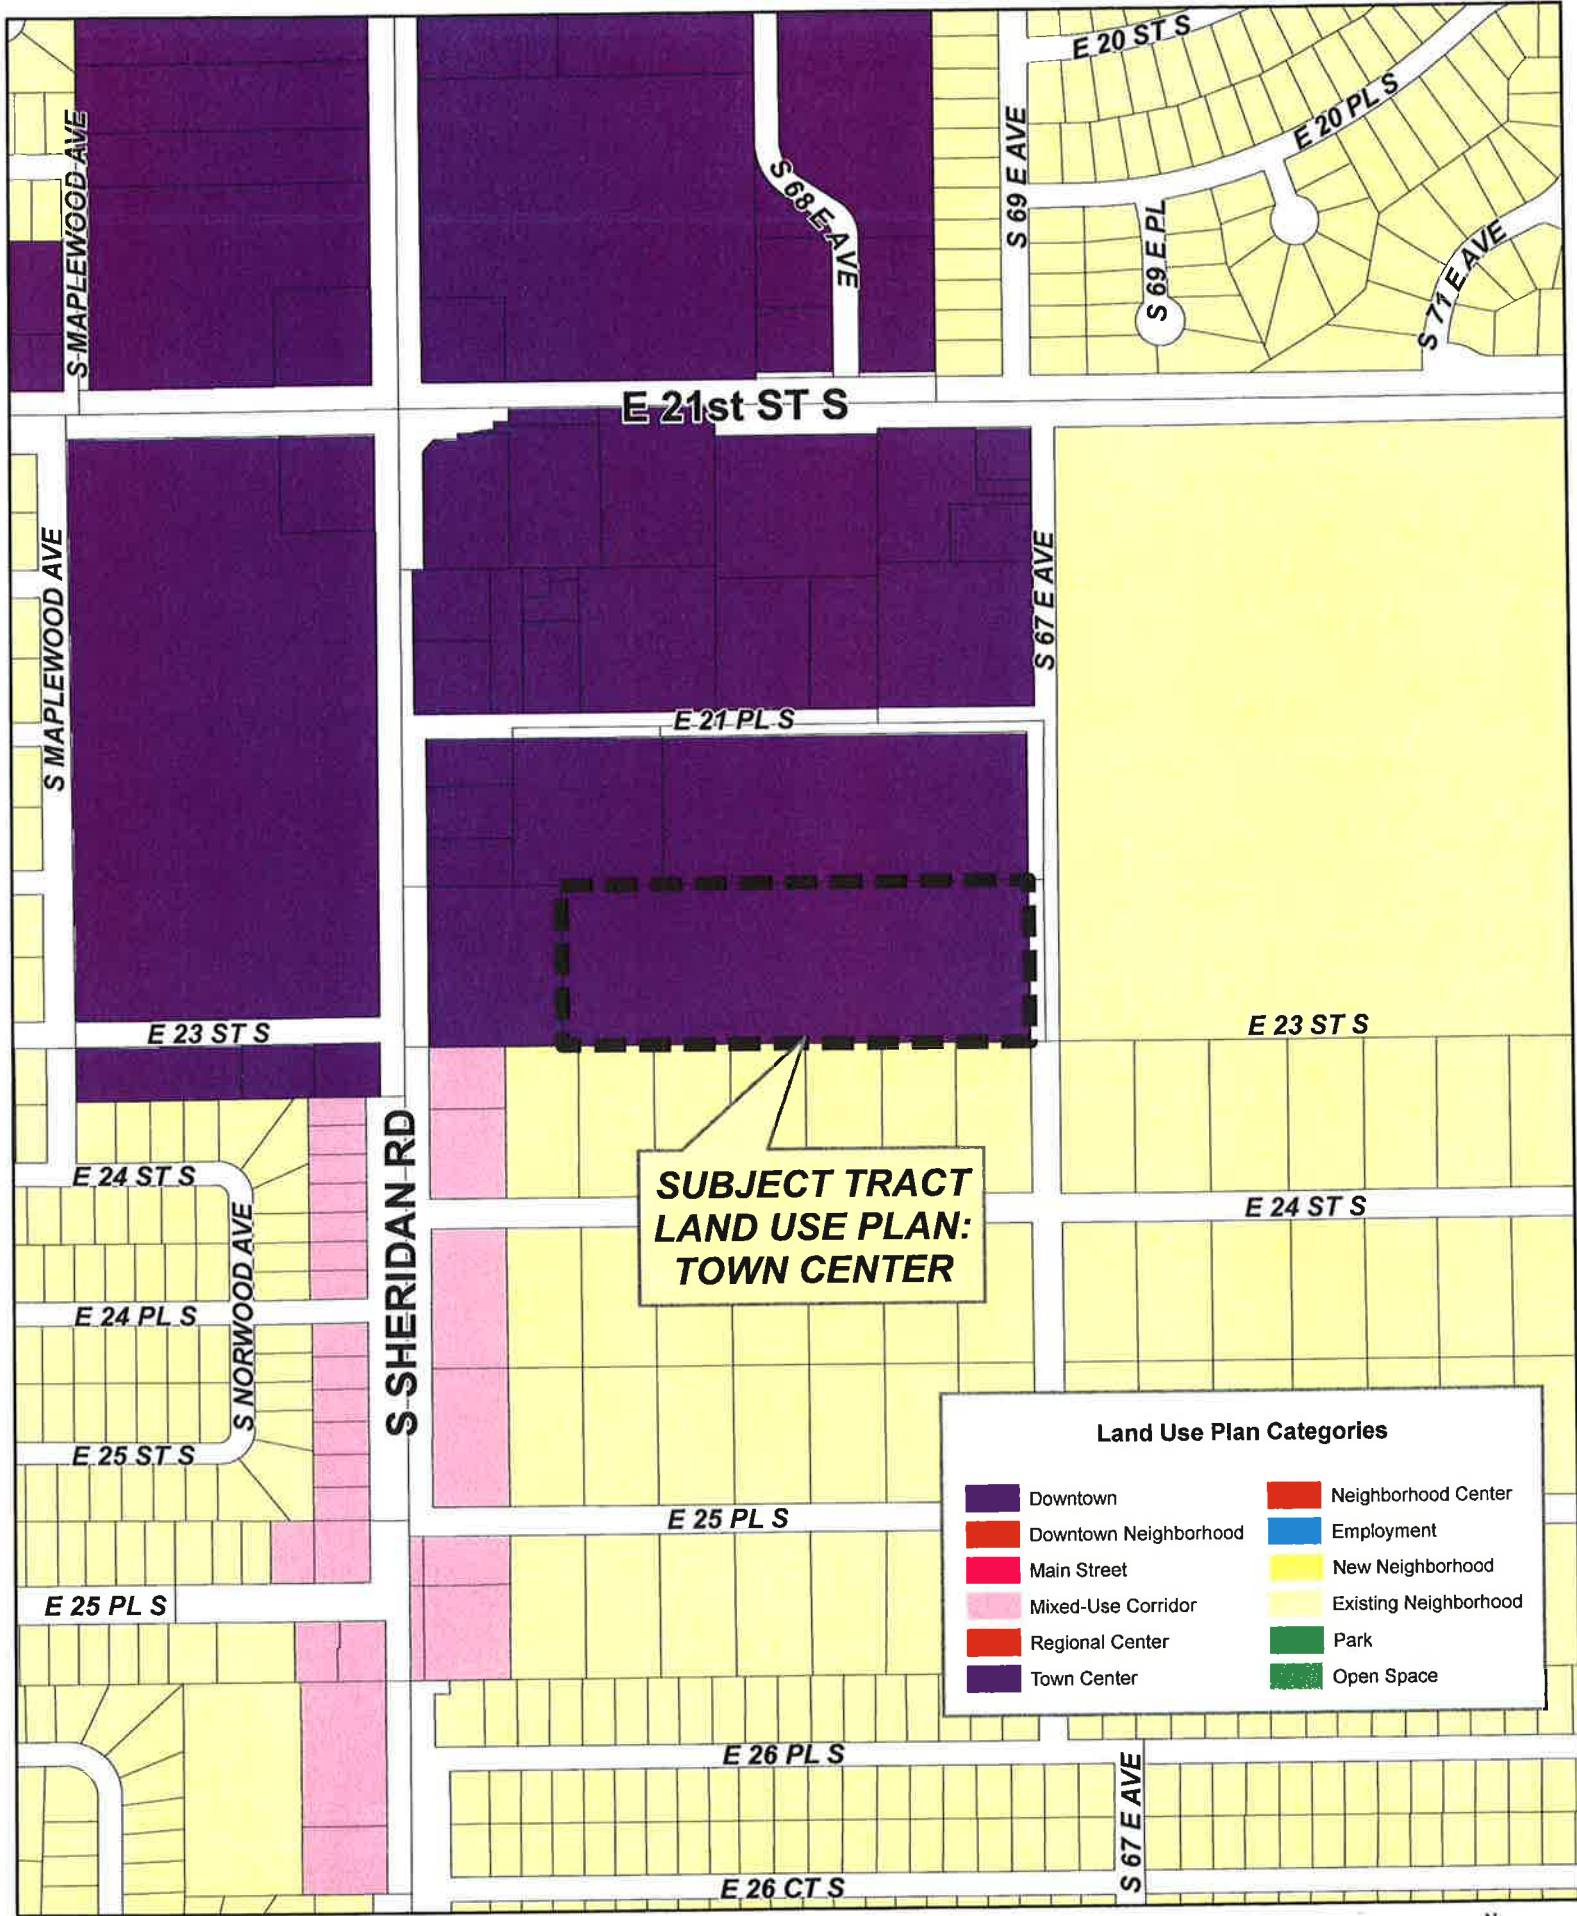 E 20 ST S
E 20 PL S
S MAPLEWOOD AVE
S 68 E AVE
S 69 E AVE
S 69 E PL
S 71 E AVE
E 21st ST S
S MAPLEWOOD AVE
S 67 E AVE
E 21 PL S
E 23 ST S
E 23 ST S
SUBJECT TRACT
LAND USE PLAN:
TOWN CENTER
E 24 ST S
E 24 ST S
S NORWOOD AVE
S SHERIDAN RD
E 24 PL S
E 25 ST S
E 25 PL S
E 25 PL S
Land Use Plan Categories
Downtown
Downtown Neighborhood
Main Street
Mixed-Use Corridor
Regional Center
Town Center
Neighborhood Center
Employment
New Neighborhood
Existing Neighborhood
Park
Open Space
E 26 PL S
S 67 E AVE
E 26 CT S